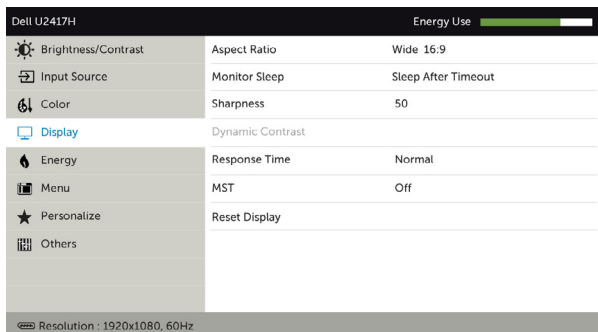 Dell U2417H Energy Use
Brightness/Contrast Aspect Ratio Wide 16:9
Input Source Monitor Sleep Sleep After Timeout
Color Sharpness 50
Display Dynamic Contrast
Energy Response Time Normal
Menu MST Off
Personalize Reset Display
Others
Resolution : 1920x1080, 60Hz